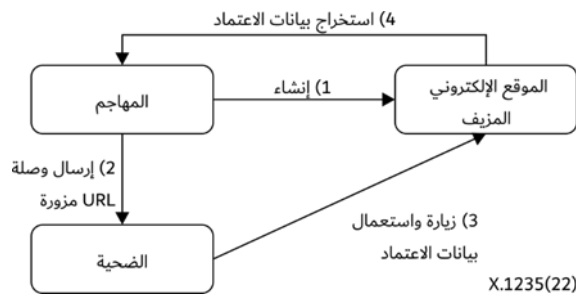 4) استخراج بيانات الاعتماد
المهاجم
1) إنشاء
الموقع الإلكتروني
المزيف
2) إرسال وصلة
URL مزورة
3) زيارة واستعمال
بيانات الاعتماد
الضحية
X.1235(22)